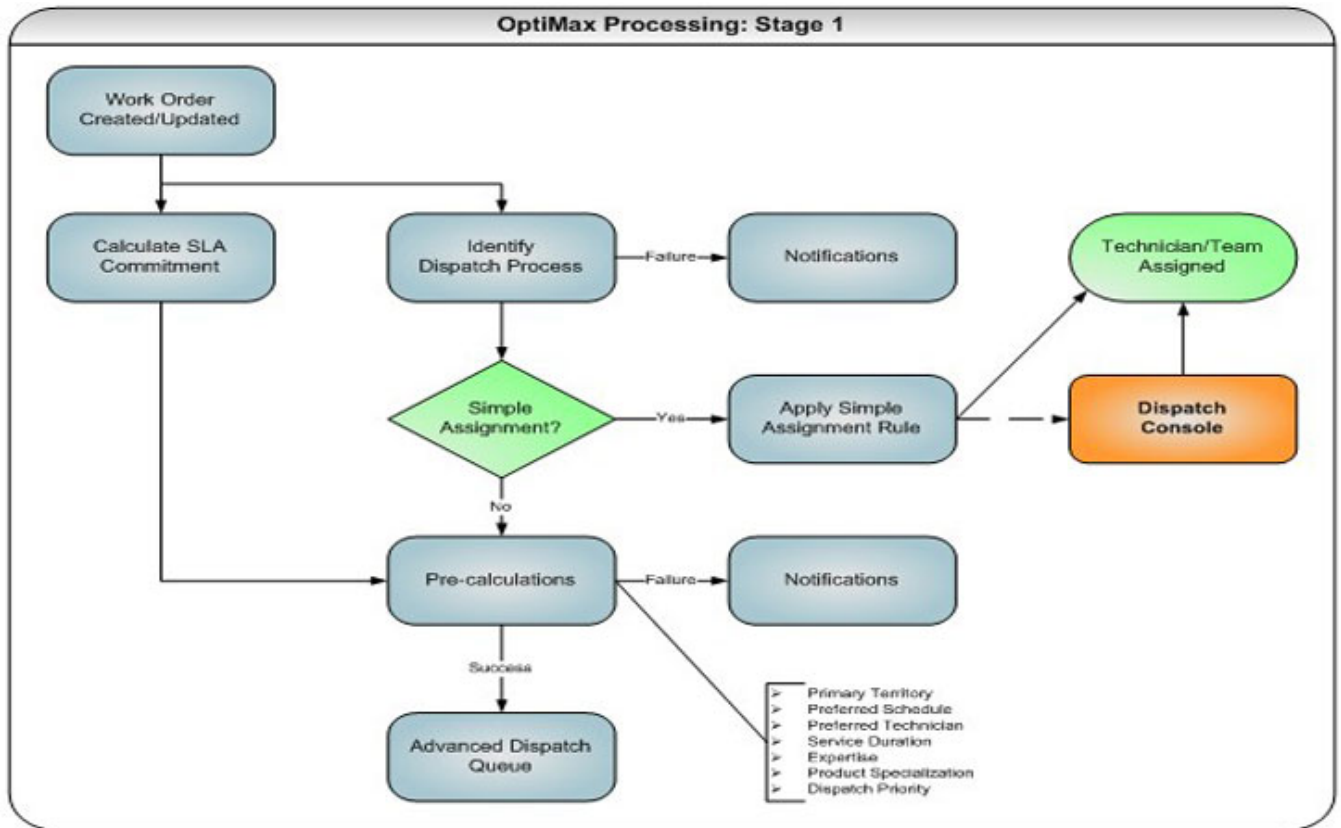 OptiMax Processing: Stage 1
Work Order
Created/Updated
Calculate SLA
Commitment
Identify
Dispatch Process
Failure
Notifications
Technician/Team
Assigned
Simple
Assignment?
Yes
Apply Simple
Assignment Rule
Dispatch
Console
No
Pre-calculations
Failure
Notifications
Success
Primary Territory
Preferred Schedule
Preferred Technician
Service Duration
Expertise
Product Specialization
Dispatch Priority
Advanced Dispatch
Queue